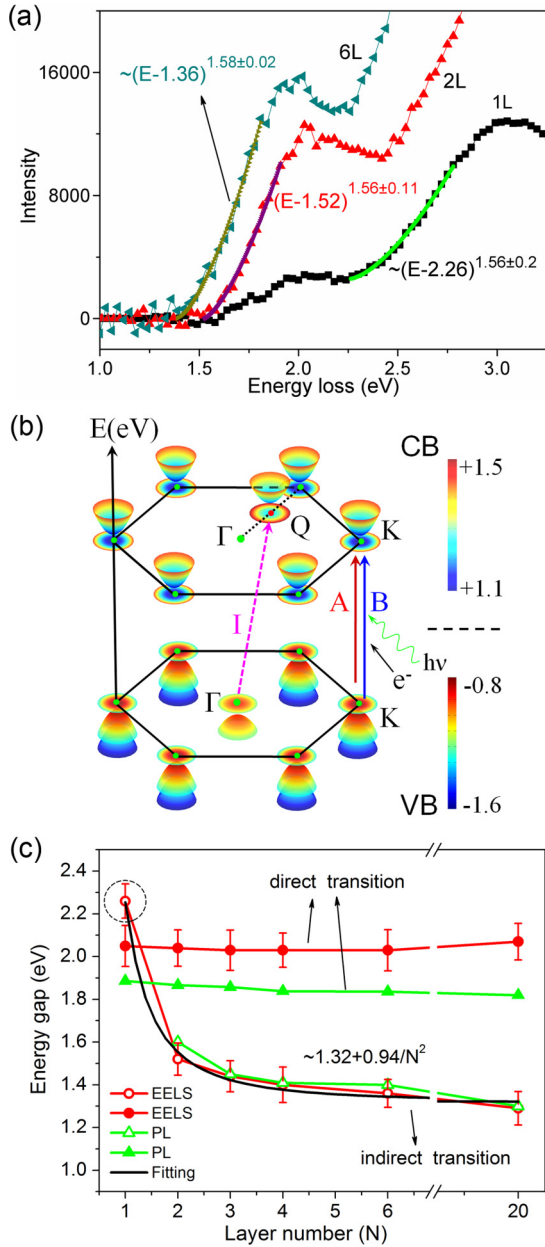 (a)
16000
8000
0
Intensity
~(E-1.36)^1.58±0.02
6L
2L
1L
(E-1.52)^1.56±0.11
~(E-2.26)^1.56±0.2
1.0 1.5 2.0 2.5 3.0
Energy loss (eV)
(b)
E(eV)
CB
+1.5
+1.1
Γ
Q
K
A
B
I
hν
e-
Γ
K
-0.8
-1.6
VB
(c)
2.4
2.2
2.0
1.8
1.6
1.4
1.2
1.0
Energy gap (eV)
direct transition
~1.32+0.94/N²
EELS
EELS
PL
PL
Fitting
indirect transition
1 2 3 4 5 6 20
Layer number (N)